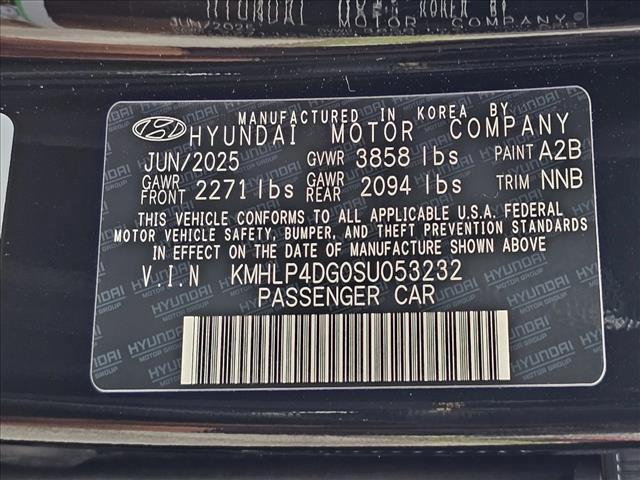 MANUFACTURED IN KOREA BY
HYUNDAI MOTOR COMPANY
JUN/2025 GVWR 3858 lbs PAINT A2B
GAWR FRONT 2271 lbs GAWR REAR 2094 lbs TRIM NNB
THIS VEHICLE CONFORMS TO ALL APPLICABLE U.S.A. FEDERAL
MOTOR VEHICLE SAFETY, BUMPER, AND THEFT PREVENTION STANDARDS
IN EFFECT ON THE DATE OF MANUFACTURE SHOWN ABOVE
V.I.N KMHLP4DG0SU053232
PASSENGER CAR